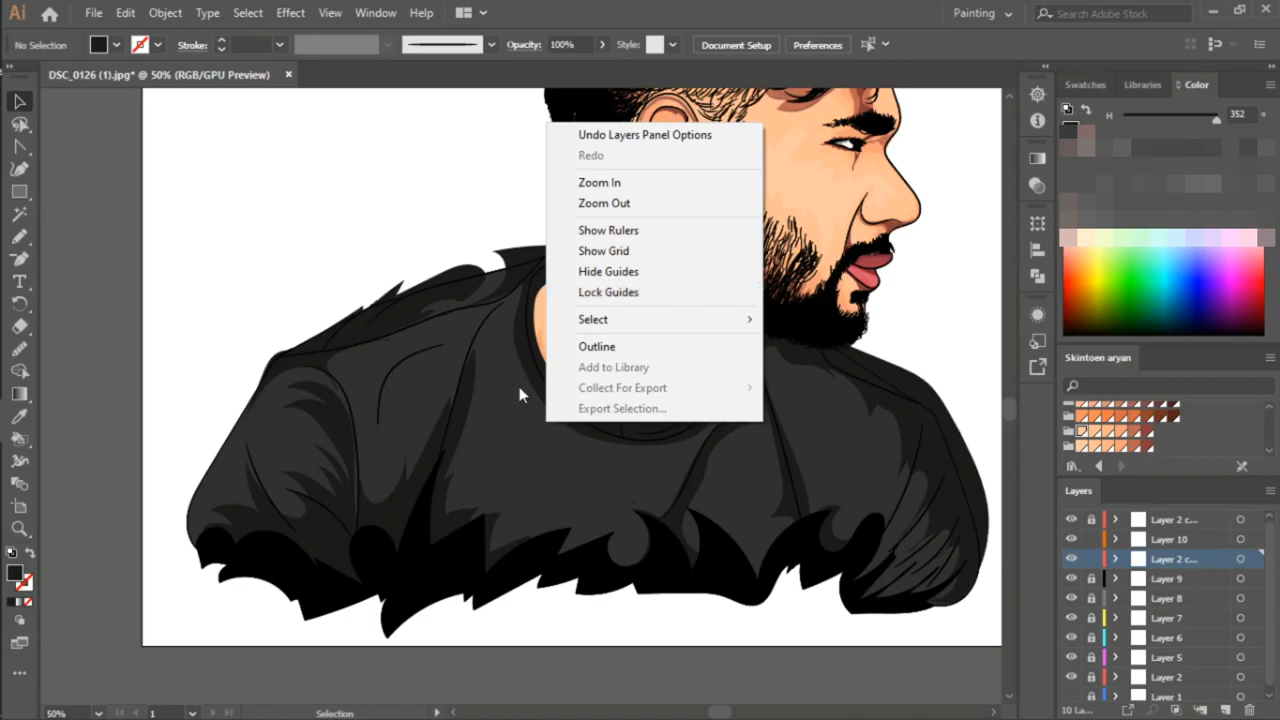 Ai File Edit Object Type Select Effect View Window Help Painting Search Adobe Stock
No Selection Stroke: Opacity: 100% Style: Document Setup Preferences
DSC_0126 (1).jpg* @ 50% (RGB/GPU Preview)
Swatches Libraries Color
H 352 °
Undo Layers Panel Options
Redo
Zoom In
Zoom Out
Show Rulers
Show Grid
Hide Guides
Lock Guides
Select
Outline
Add to Library
Collect For Export
Export Selection...
Skintoen aryan
Layers
Layer 2 c...
Layer 10
Layer 2 c...
Layer 9
Layer 8
Layer 7
Layer 6
Layer 5
Layer 2
Layer 1
10 La...
50% 1 Selection